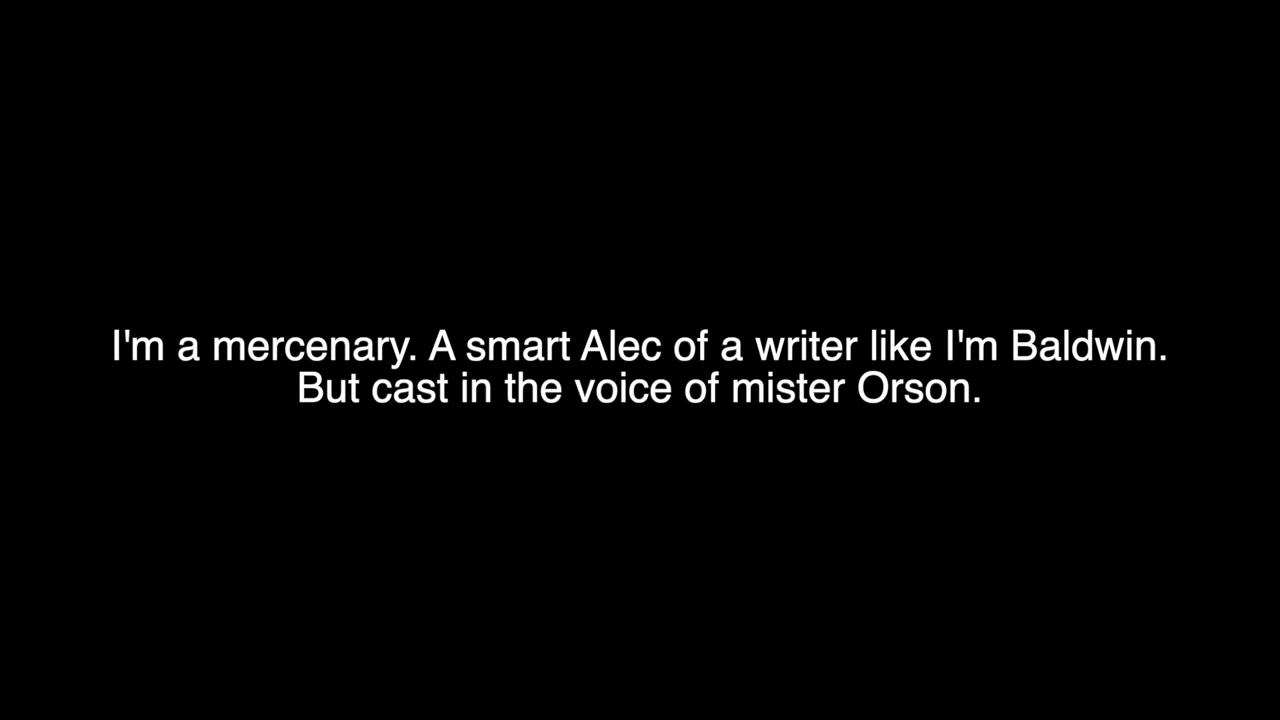 I'm a mercenary. A smart Alec of a writer like I'm Baldwin.
But cast in the voice of mister Orson.